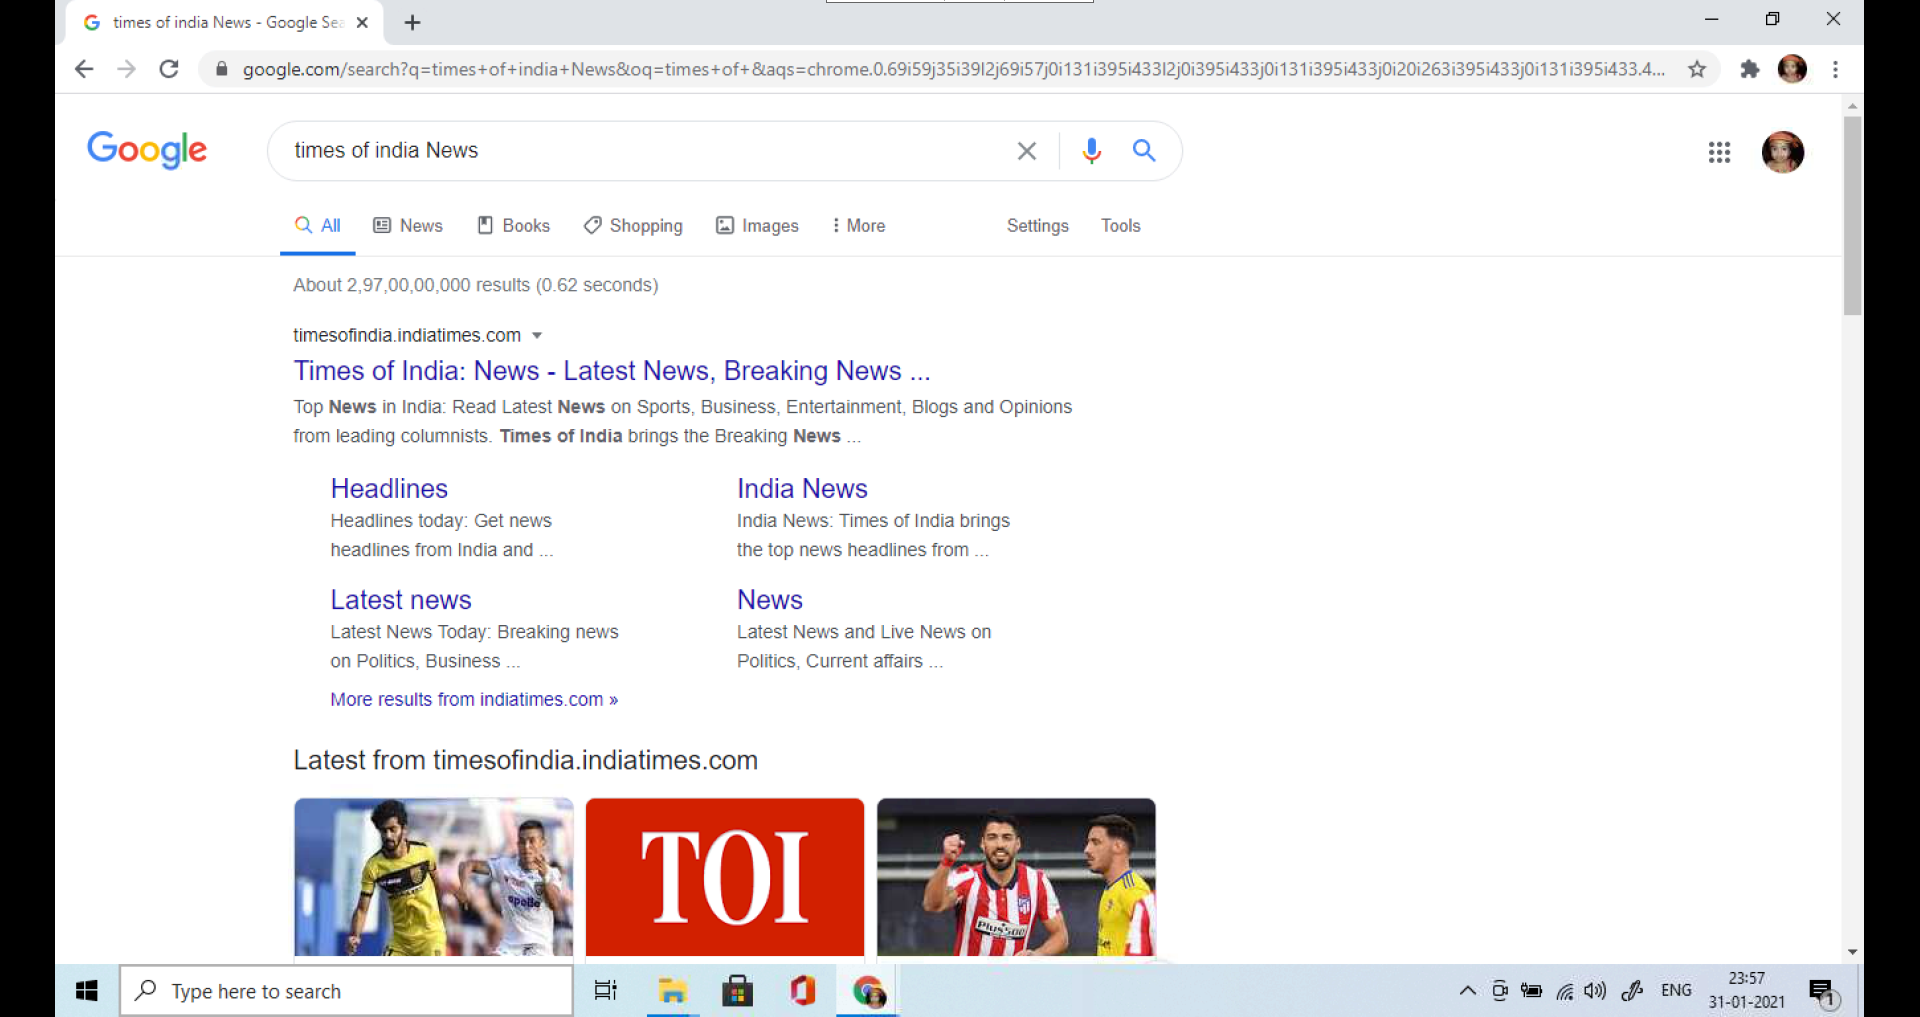 times of india News - Google Sea
google.com/search?q=times+of+india+News&oq=times+of+&aqs=chrome.0.69i59j35i39l2j69i57j0i131i395i433l2j0i395i433j0i131i395i433j0i20i263i395i433j0i131i395i433.4...
Google
times of india News
All News Books Shopping Images More Settings Tools
About 2,97,00,00,000 results (0.62 seconds)
timesofindia.indiatimes.com
Times of India: News - Latest News, Breaking News ...
Top News in India: Read Latest News on Sports, Business, Entertainment, Blogs and Opinions
from leading columnists. Times of India brings the Breaking News ...
Headlines
Headlines today: Get news
headlines from India and ...
India News
India News: Times of India brings
the top news headlines from ...
Latest news
Latest News Today: Breaking news
on Politics, Business ...
News
Latest News and Live News on
Politics, Current affairs ...
More results from indiatimes.com »
Latest from timesofindia.indiatimes.com
apollo
TOI
Plus500
Type here to search
ENG
23:57
31-01-2021
1